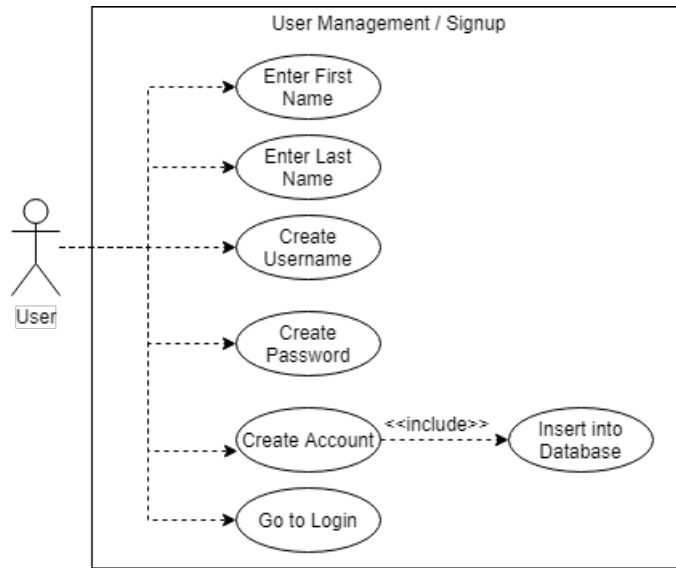 User Management / Signup
Enter First
Name
Enter Last
Name
Create
Username
User
Create
Password
Create Account
<<include>>
Insert into
Database
Go to Login